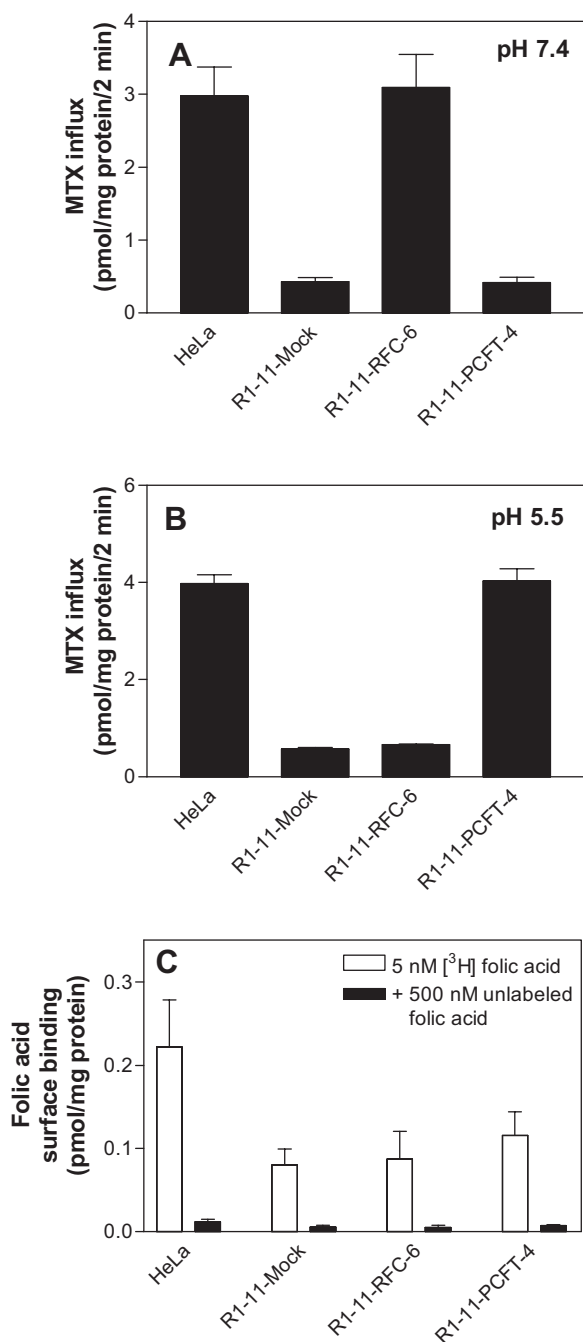 A
pH 7.4
MTX influx
(pmol/mg protein/2 min)
4
3
2
1
0
HeLa
R1-11-Mock
R1-11-RFC-6
R1-11-PCFT-4
B
pH 5.5
MTX influx
(pmol/mg protein/2 min)
6
4
2
0
HeLa
R1-11-Mock
R1-11-RFC-6
R1-11-PCFT-4
C
5 nM [³H] folic acid
+ 500 nM unlabeled
folic acid
Folic acid
surface binding
(pmol/mg protein)
0.3
0.2
0.1
0.0
HeLa
R1-11-Mock
R1-11-RFC-6
R1-11-PCFT-4